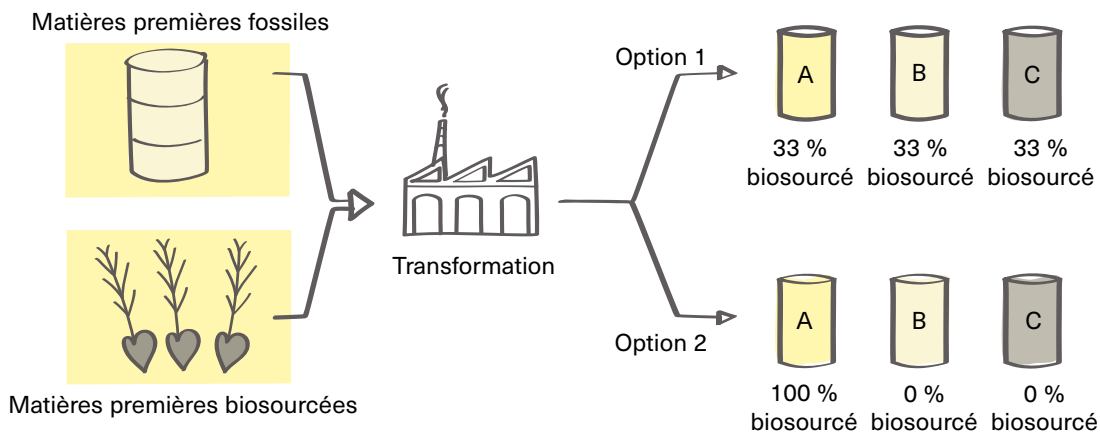 Matières premières fossiles
Matières premières biosourcées
Transformation
Option 1
A
B
C
33 %
biosourcé
33 %
biosourcé
33 %
biosourcé
Option 2
A
B
C
100 %
biosourcé
0 %
biosourcé
0 %
biosourcé